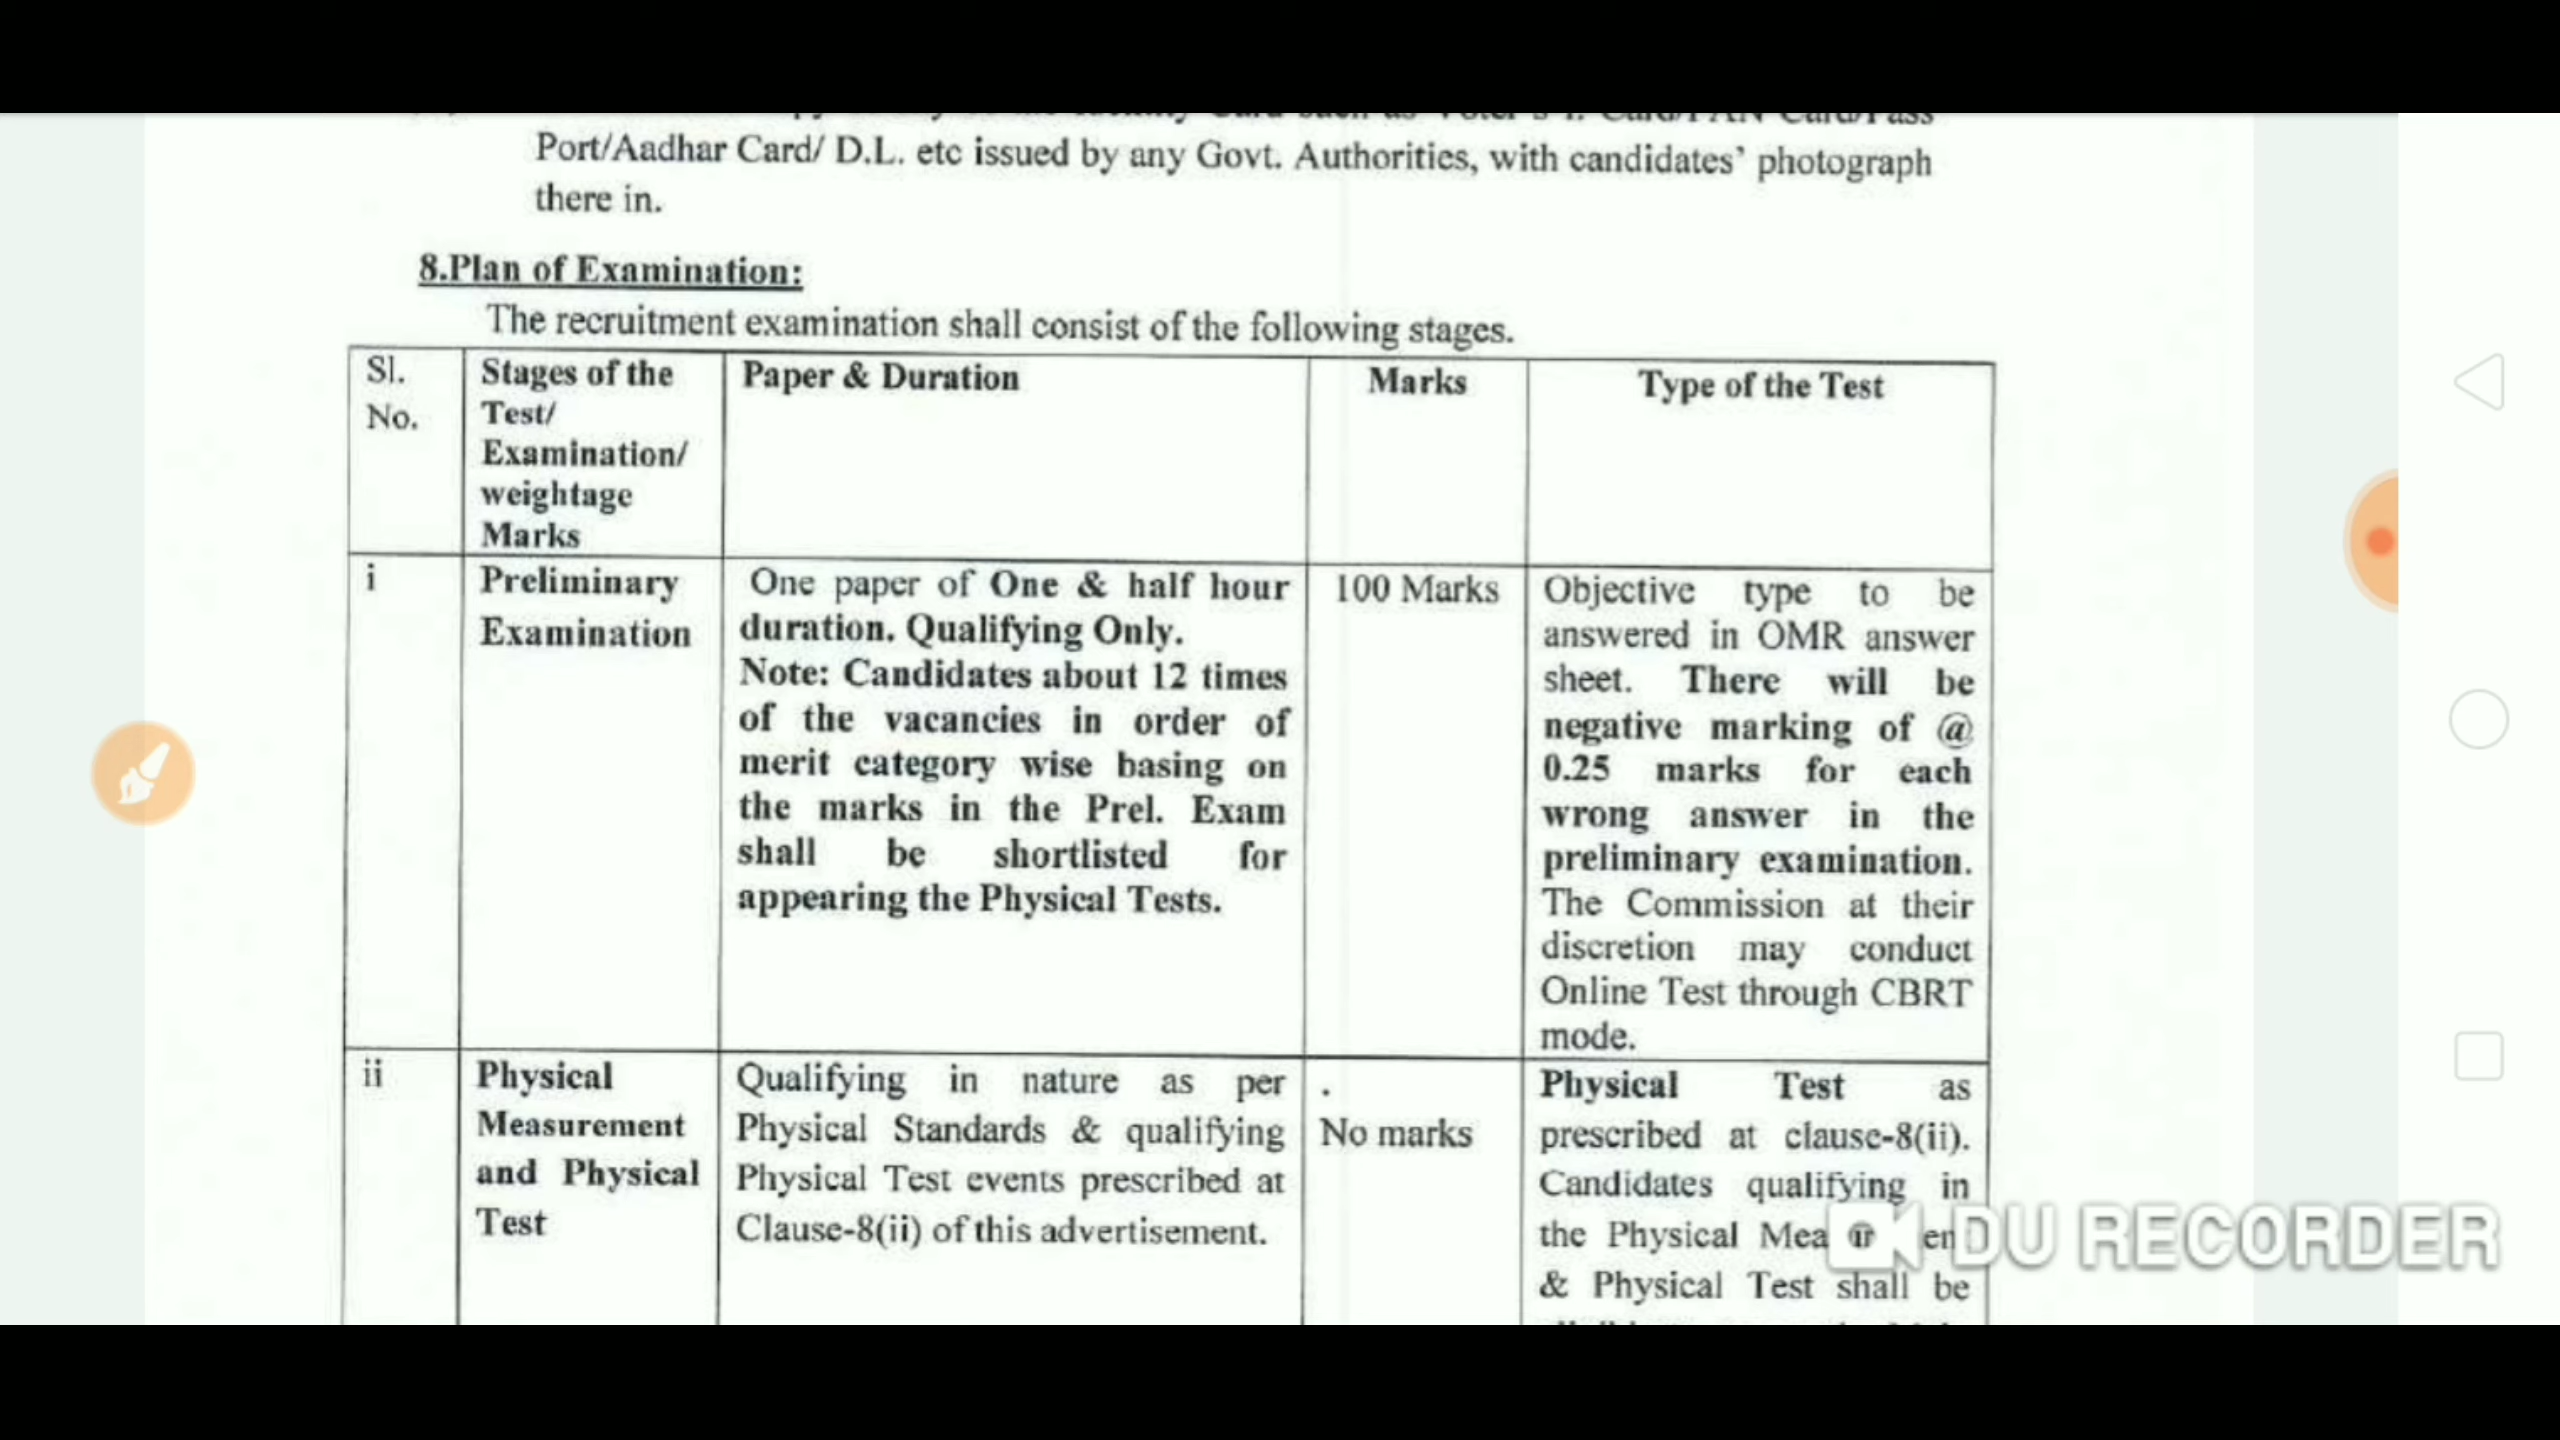 Port/Aadhar Card/ D.L. etc issued by any Govt. Authorities, with candidates' photograph
there in.
8.Plan of Examination:
The recruitment examination shall consist of the following stages.
Sl.
No.
Stages of the
Test/
Examination/
weightage
Marks
Paper & Duration
Marks
Type of the Test
i
Preliminary
Examination
One paper of One & half hour
duration. Qualifying Only.
Note: Candidates about 12 times
of the vacancies in order of
merit category wise basing on
the marks in the Prel. Exam
shall be shortlisted for
appearing the Physical Tests.
100 Marks
Objective type to be
answered in OMR answer
sheet. There will be
negative marking of @
0.25 marks for each
wrong answer in the
preliminary examination.
The Commission at their
discretion may conduct
Online Test through CBRT
mode.
ii
Physical
Measurement
and Physical
Test
Qualifying in nature as per
Physical Standards & qualifying
Physical Test events prescribed at
Clause-8(ii) of this advertisement.
.
No marks
Physical Test as
prescribed at clause-8(ii).
Candidates qualifying in
the Physical
& Physical Test shall be
DU RECORDER